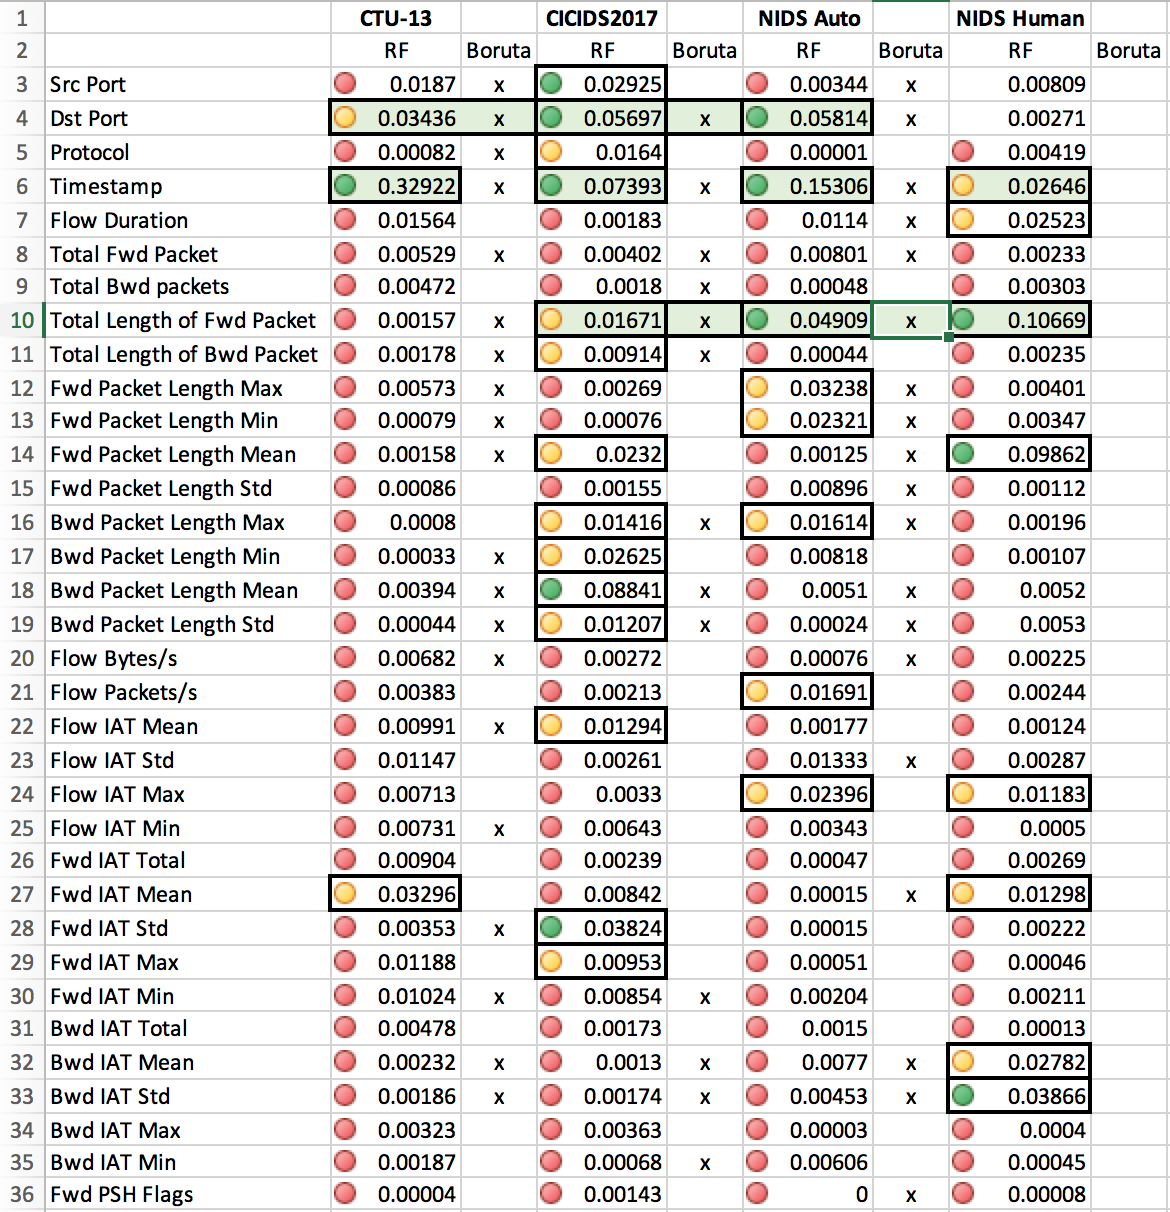 1 CTU-13 CICIDS2017 NIDS Auto NIDS Human
2 RF Boruta RF Boruta RF Boruta RF Boruta
3 Src Port 0.0187 x 0.02925 0.00344 x 0.00809
4 Dst Port 0.03436 x 0.05697 x 0.05814 x 0.00271
5 Protocol 0.00082 x 0.0164 0.00001 0.00419
6 Timestamp 0.32922 x 0.07393 x 0.15306 x 0.02646
7 Flow Duration 0.01564 0.00183 0.0114 x 0.02523
8 Total Fwd Packet 0.00529 x 0.00402 x 0.00801 x 0.00233
9 Total Bwd packets 0.00472 0.0018 x 0.00048 0.00303
10 Total Length of Fwd Packet 0.00157 x 0.01671 x 0.04909 x 0.10669
11 Total Length of Bwd Packet 0.00178 x 0.00914 x 0.00044 0.00235
12 Fwd Packet Length Max 0.00573 x 0.00269 0.03238 x 0.00401
13 Fwd Packet Length Min 0.00079 x 0.00076 0.02321 x 0.00347
14 Fwd Packet Length Mean 0.00158 x 0.0232 0.00125 x 0.09862
15 Fwd Packet Length Std 0.00086 0.00155 0.00896 x 0.00112
16 Bwd Packet Length Max 0.0008 0.01416 x 0.01614 x 0.00196
17 Bwd Packet Length Min 0.00033 x 0.02625 0.00818 0.00107
18 Bwd Packet Length Mean 0.00394 x 0.08841 x 0.0051 x 0.0052
19 Bwd Packet Length Std 0.00044 x 0.01207 x 0.00024 x 0.0053
20 Flow Bytes/s 0.00682 x 0.00272 0.00076 x 0.00225
21 Flow Packets/s 0.00383 0.00213 0.01691 0.00244
22 Flow IAT Mean 0.00991 x 0.01294 0.00177 0.00124
23 Flow IAT Std 0.01147 0.00261 0.01333 x 0.00287
24 Flow IAT Max 0.00713 0.0033 0.02396 0.01183
25 Flow IAT Min 0.00731 x 0.00643 0.00343 0.0005
26 Fwd IAT Total 0.00904 0.00239 0.00047 0.00269
27 Fwd IAT Mean 0.03296 0.00842 0.00015 x 0.01298
28 Fwd IAT Std 0.00353 x 0.03824 0.00015 0.00222
29 Fwd IAT Max 0.01188 0.00953 0.00051 0.00046
30 Fwd IAT Min 0.01024 x 0.00854 x 0.00204 0.00211
31 Bwd IAT Total 0.00478 0.00173 0.0015 0.00013
32 Bwd IAT Mean 0.00232 x 0.0013 x 0.0077 x 0.02782
33 Bwd IAT Std 0.00186 x 0.00174 x 0.00453 x 0.03866
34 Bwd IAT Max 0.00323 0.00363 0.00003 0.0004
35 Bwd IAT Min 0.00187 0.00068 x 0.00606 0.00045
36 Fwd PSH Flags 0.00004 0.00143 0 x 0.00008